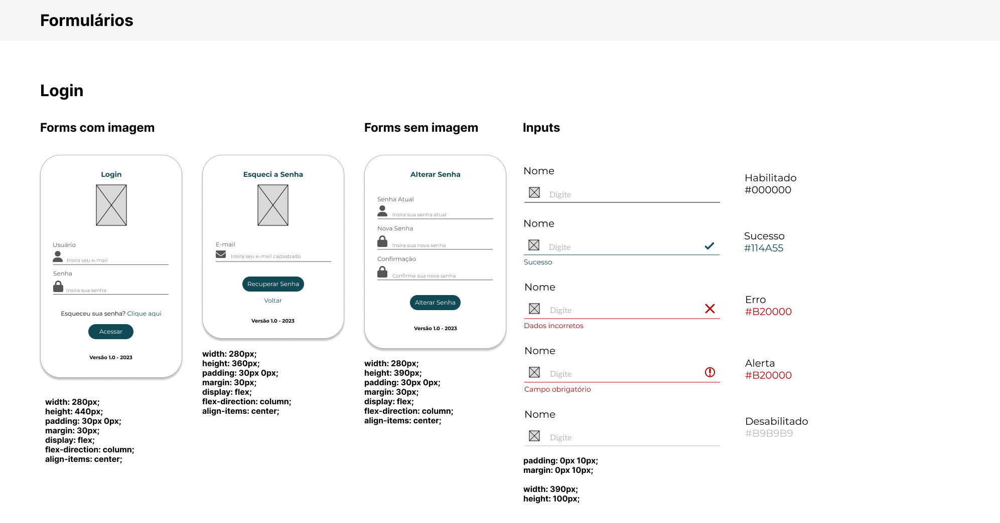 Formulários
Login
Forms com imagem
Login
Usuário
Insira seu e-mail
Senha
Insira sua senha
Esqueceu sua senha? Clique aqui
Acessar
Versão 1.0 - 2023
width: 280px;
height: 440px;
padding: 30px 0px;
margin: 30px;
display: flex;
flex-direction: column;
align-items: center;
Esqueci a Senha
E-mail
Insira seu e-mail cadastrado
Recuperar Senha
Voltar
Versão 1.0 - 2023
width: 280px;
height: 360px;
padding: 30px 0px;
margin: 30px;
display: flex;
flex-direction: column;
align-items: center;
Forms sem imagem
Alterar Senha
Senha Atual
Insira sua senha atual
Nova Senha
Insira sua nova senha
Confirmação
Confirme sua nova senha
Alterar Senha
Versão 1.0 - 2023
width: 280px;
height: 390px;
padding: 30px 0px;
margin: 30px;
display: flex;
flex-direction: column;
align-items: center;
Inputs
Nome
Digite
Habilitado
#000000
Nome
Digite
Sucesso
Sucesso
#114A55
Nome
Digite
Dados incorretos
Erro
#B20000
Nome
Digite
Campo obrigatório
Alerta
#B20000
Nome
Digite
Desabilitado
#B9B9B9
padding: 0px 10px;
margin: 0px 10px;
width: 390px;
height: 100px;